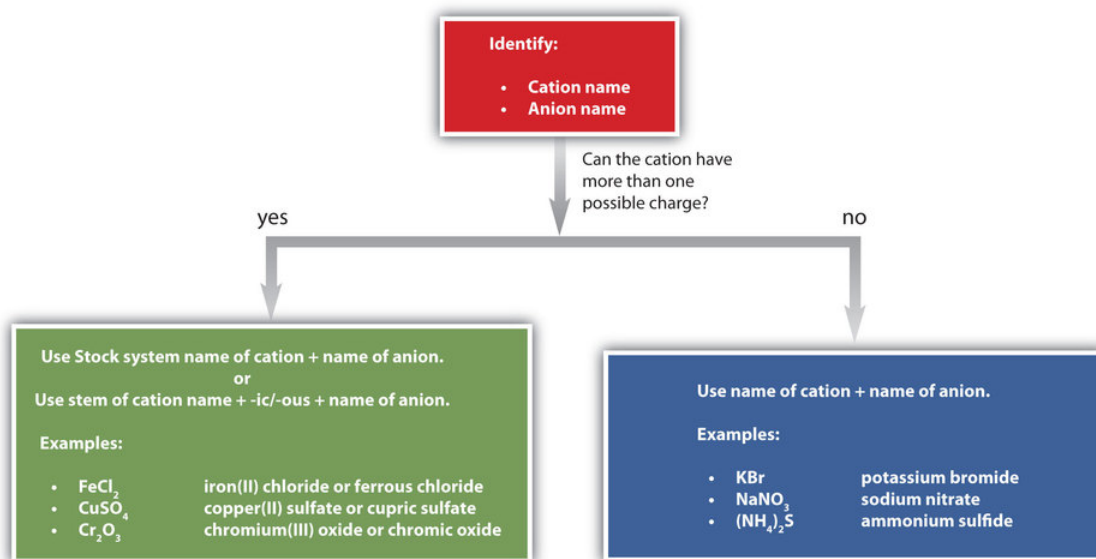 Identify:
• Cation name
• Anion name
Can the cation have
more than one
possible charge?
yes
no
Use Stock system name of cation + name of anion.
or
Use stem of cation name + -ic/-ous + name of anion.
Examples:
• FeCl₂ iron(II) chloride or ferrous chloride
• CuSO₄ copper(II) sulfate or cupric sulfate
• Cr₂O₃ chromium(III) oxide or chromic oxide
Use name of cation + name of anion.
Examples:
• KBr potassium bromide
• NaNO₃ sodium nitrate
• (NH₄)₂S ammonium sulfide